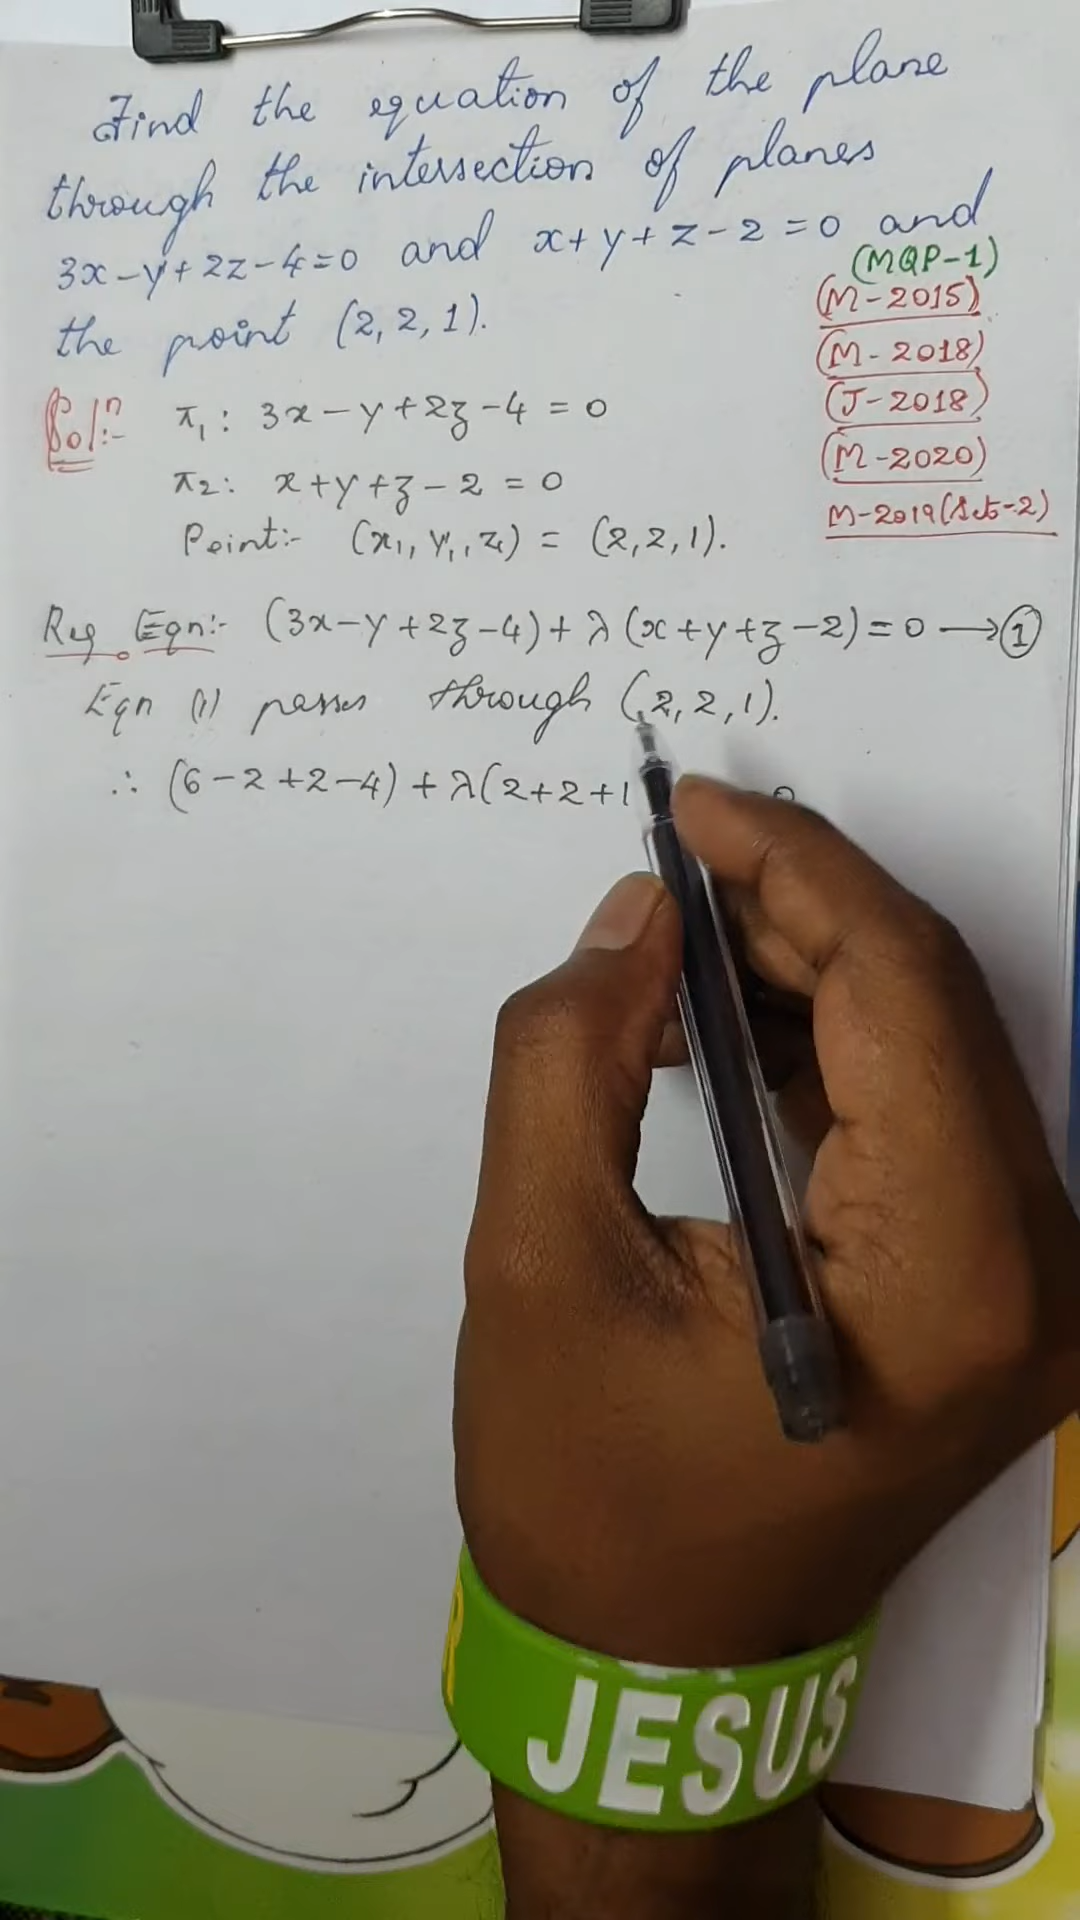 Find the equation of the plane
through the intersection of planes
3x-y+2z-4=0 and x+y+z-2=0 and
the point (2,2,1).
(MQP-1)
(M-2015)
(M-2018)
(J-2018)
(M-2020)
M-2019(Set-2)
Solⁿ:-
π₁: 3x-y+2z-4=0
π₂: x+y+z-2=0
Point:- (x₁, y₁, z₁) = (2,2,1).
Req Eqn:- (3x-y+2z-4)+λ(x+y+z-2)=0→①
Eqn (1) passes through (2,2,1).
∴ (6-2+2-4)+λ(2+2+1
JESUS